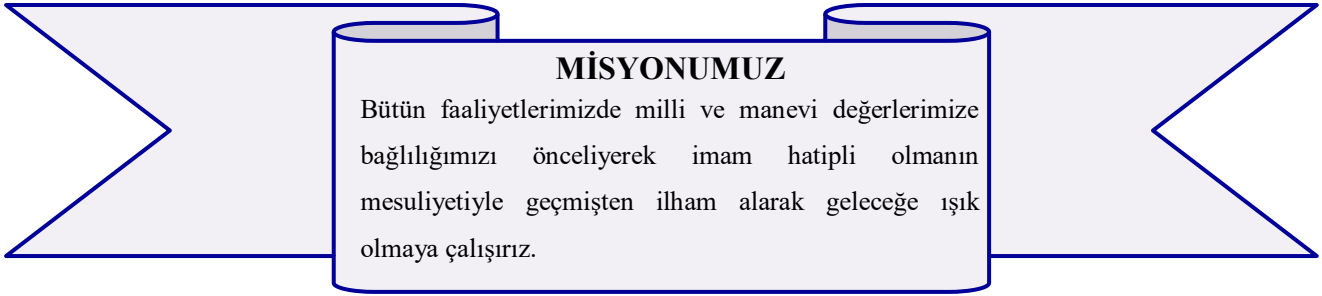 MİSYONUMUZ
Bütün faaliyetlerimizde milli ve manevi değerlerimize
bağlılığımızı önceliyerek imam hatipli olmanın
mesuliyetiyle geçmişten ilham alarak geleceğe ışık
olmaya çalışırız.